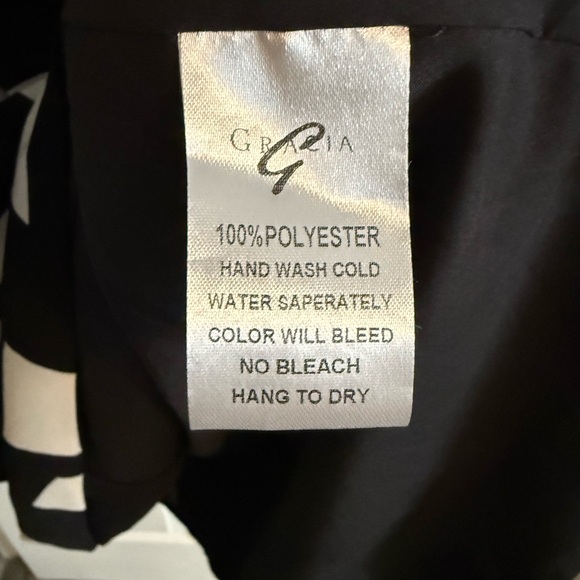 GRACIA
G
100%POLYESTER
HAND WASH COLD
WATER SAPERATELY
COLOR WILL BLEED
NO BLEACH
HANG TO DRY